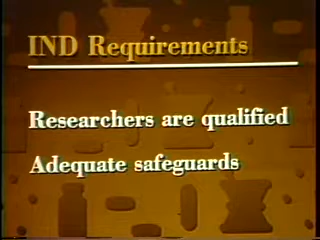 IND Requirements
Researchers are qualified
Adequate safeguards